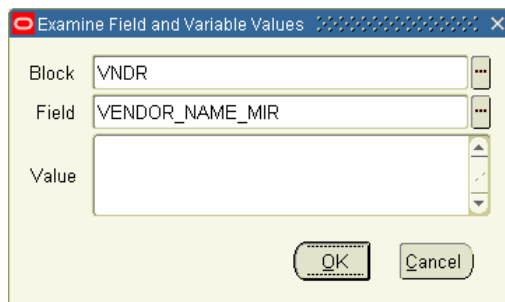 Examine Field and Variable Values
Block VNDR
Field VENDOR_NAME_MIR
Value
OK Cancel